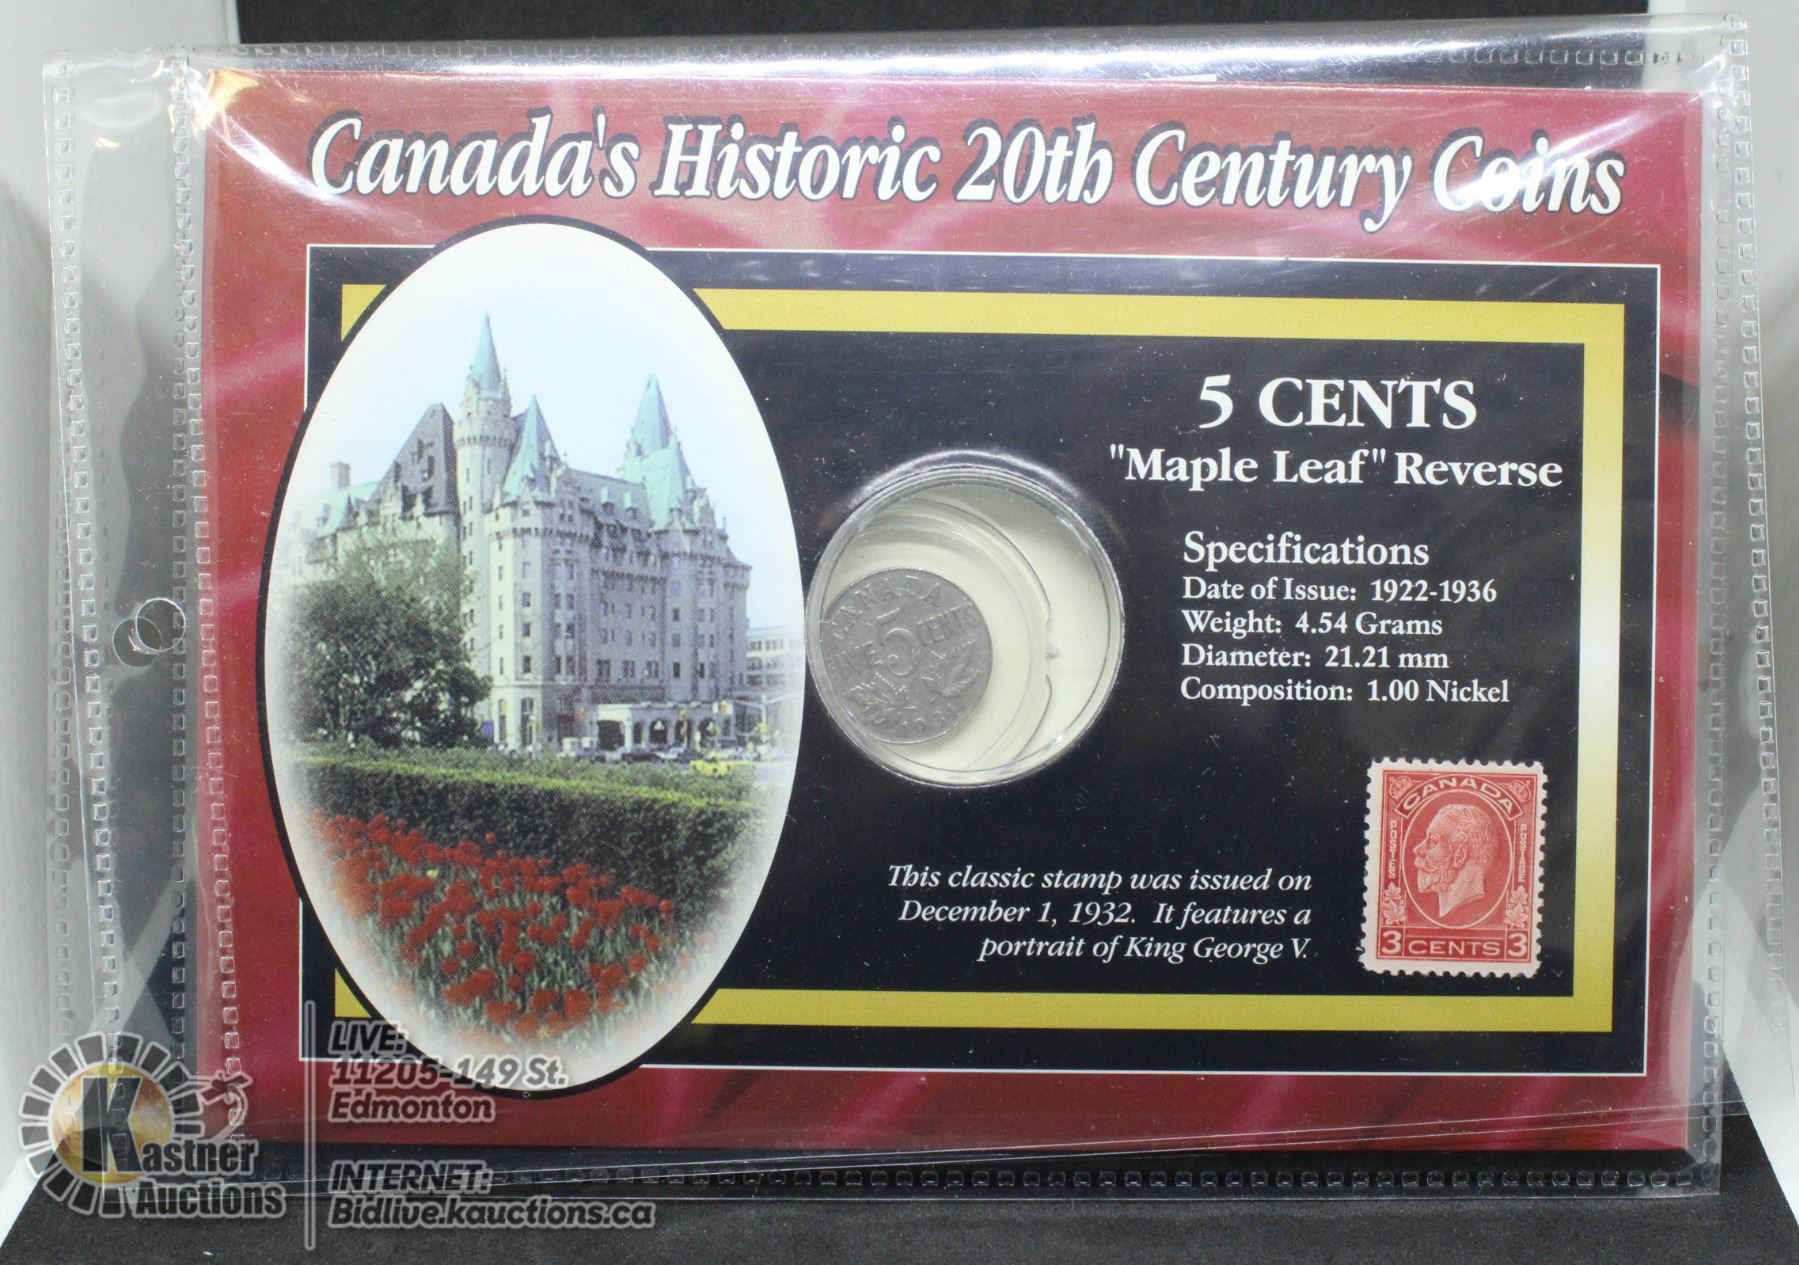 Canada's Historic 20th Century Coins
5 CENTS
"Maple Leaf" Reverse
Specifications
Date of Issue: 1922-1936
Weight: 4.54 Grams
Diameter: 21.21 mm
Composition: 1.00 Nickel
CANADA
5 CENTS
1931
CANADA
POSTES
POSTAGE
3 CENTS 3
This classic stamp was issued on
December 1, 1932. It features a
portrait of King George V.
LIVE:
11205-149 St.
Edmonton
INTERNET:
Bidlive.kauctions.ca
Kastner
Auctions